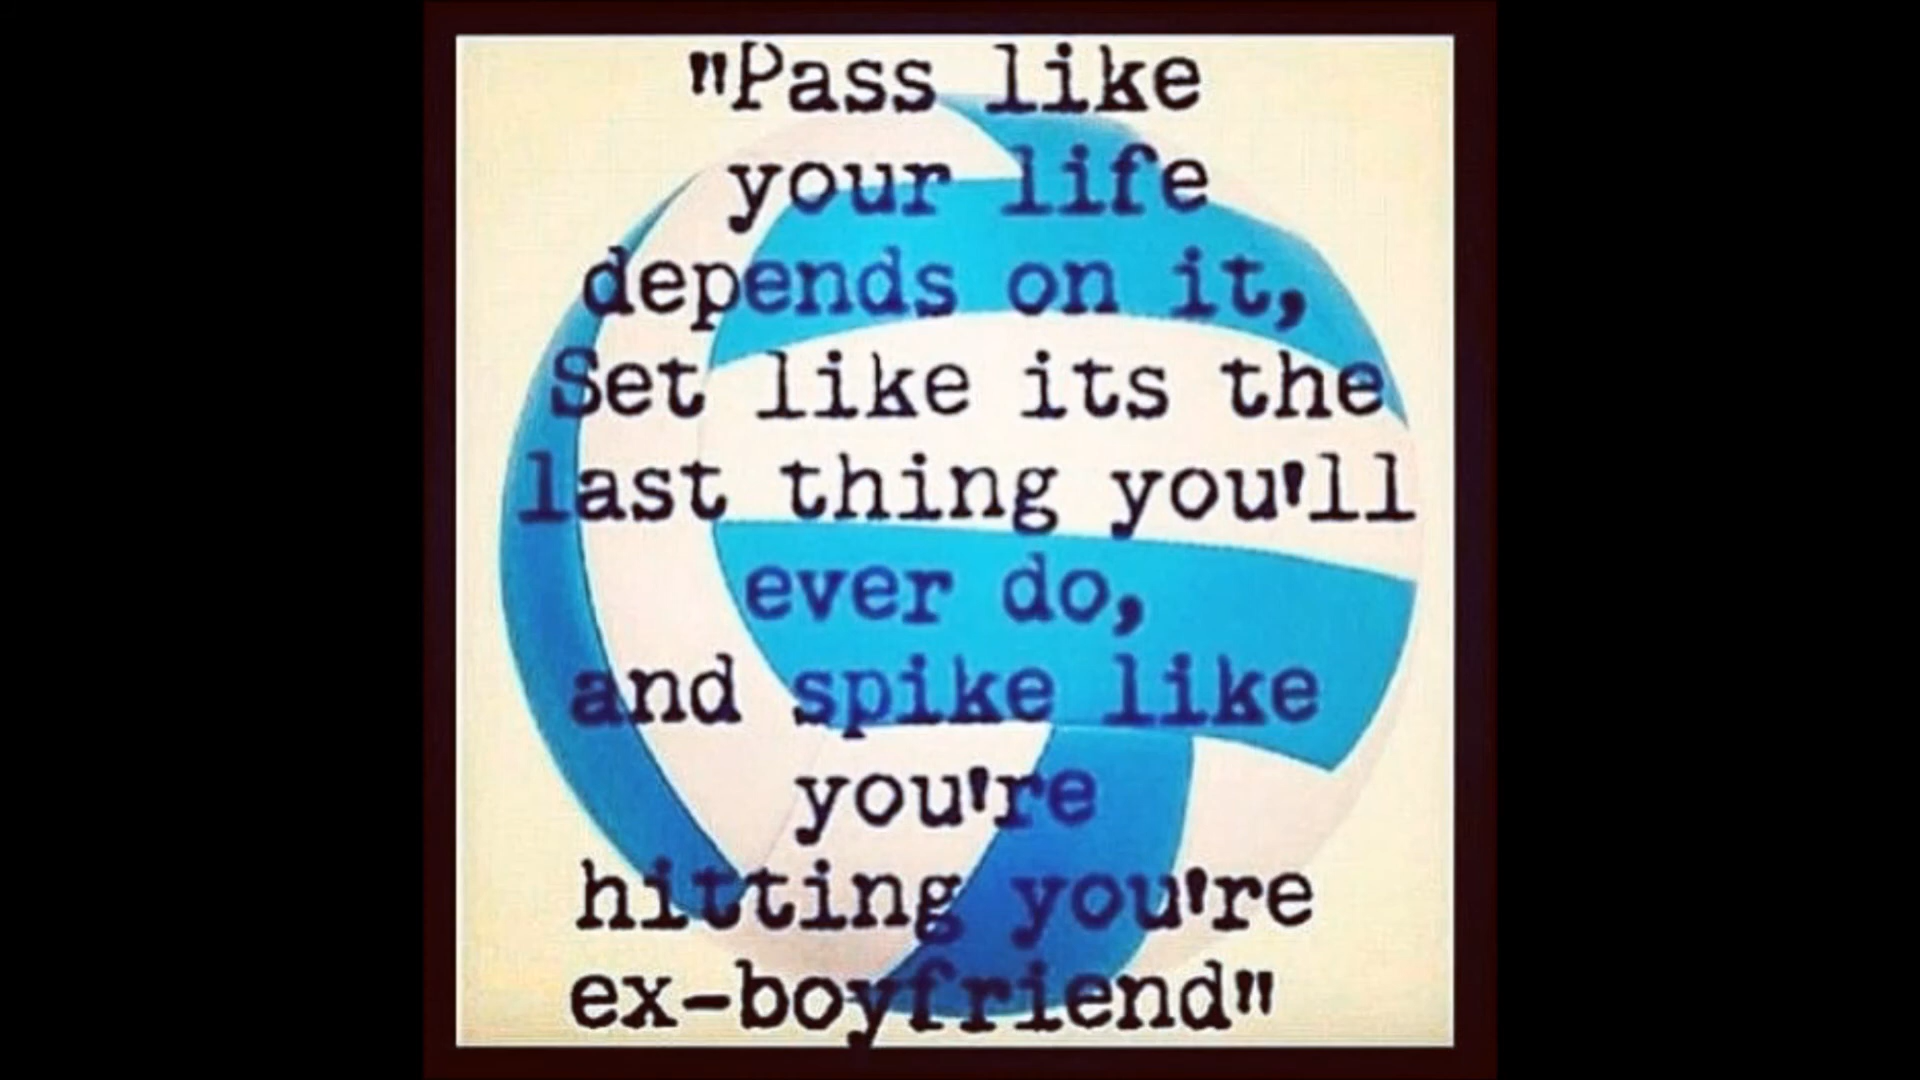 "Pass like
your life
depends on it,
Set like its the
last thing you'll
ever do,
and spike like
you're
hitting you're
ex-boyfriend"